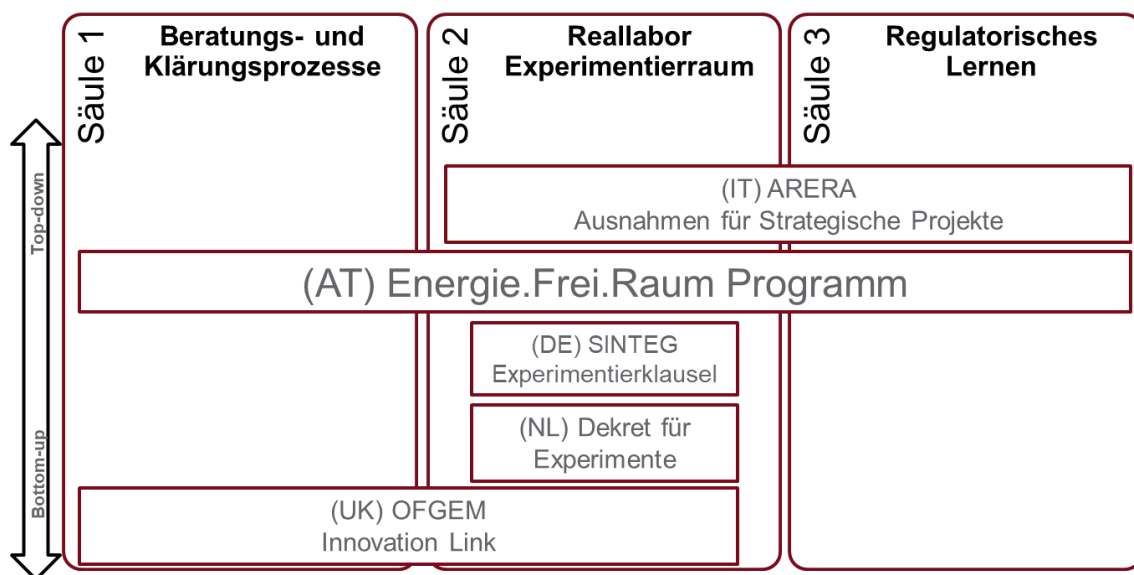 Säule 1
Beratungs- und
Klärungsprozesse
Säule 2
Reallabor
Experimentierraum
Säule 3
Regulatorisches
Lernen
Top-down
(IT) ARERA
Ausnahmen für Strategische Projekte
(AT) Energie.Frei.Raum Programm
(DE) SINTEG
Experimentierklausel
(NL) Dekret für
Experimente
Bottom-up
(UK) OFGEM
Innovation Link